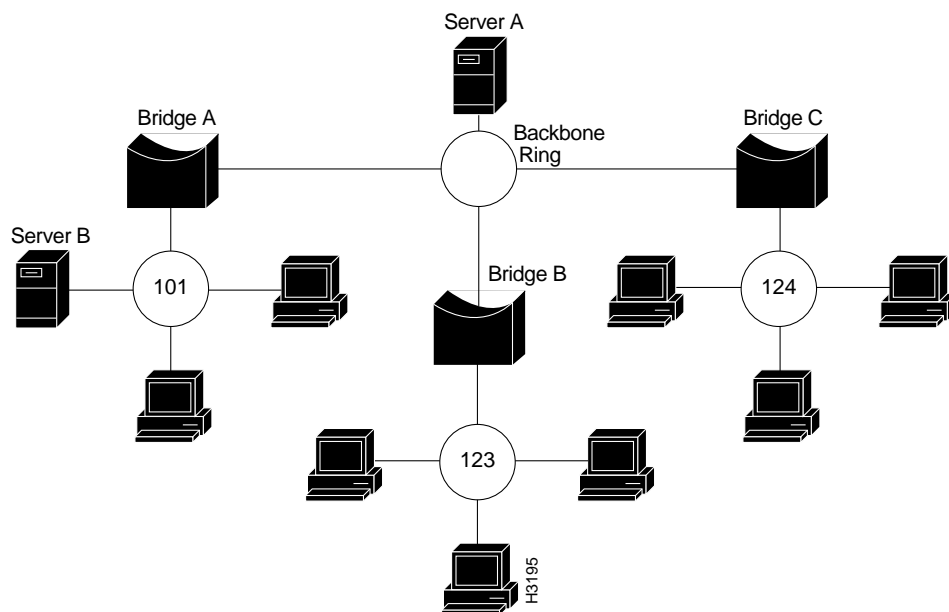 Server A
Bridge A
Backbone
Ring
Bridge C
Server B
101
Bridge B
124
123
H3195